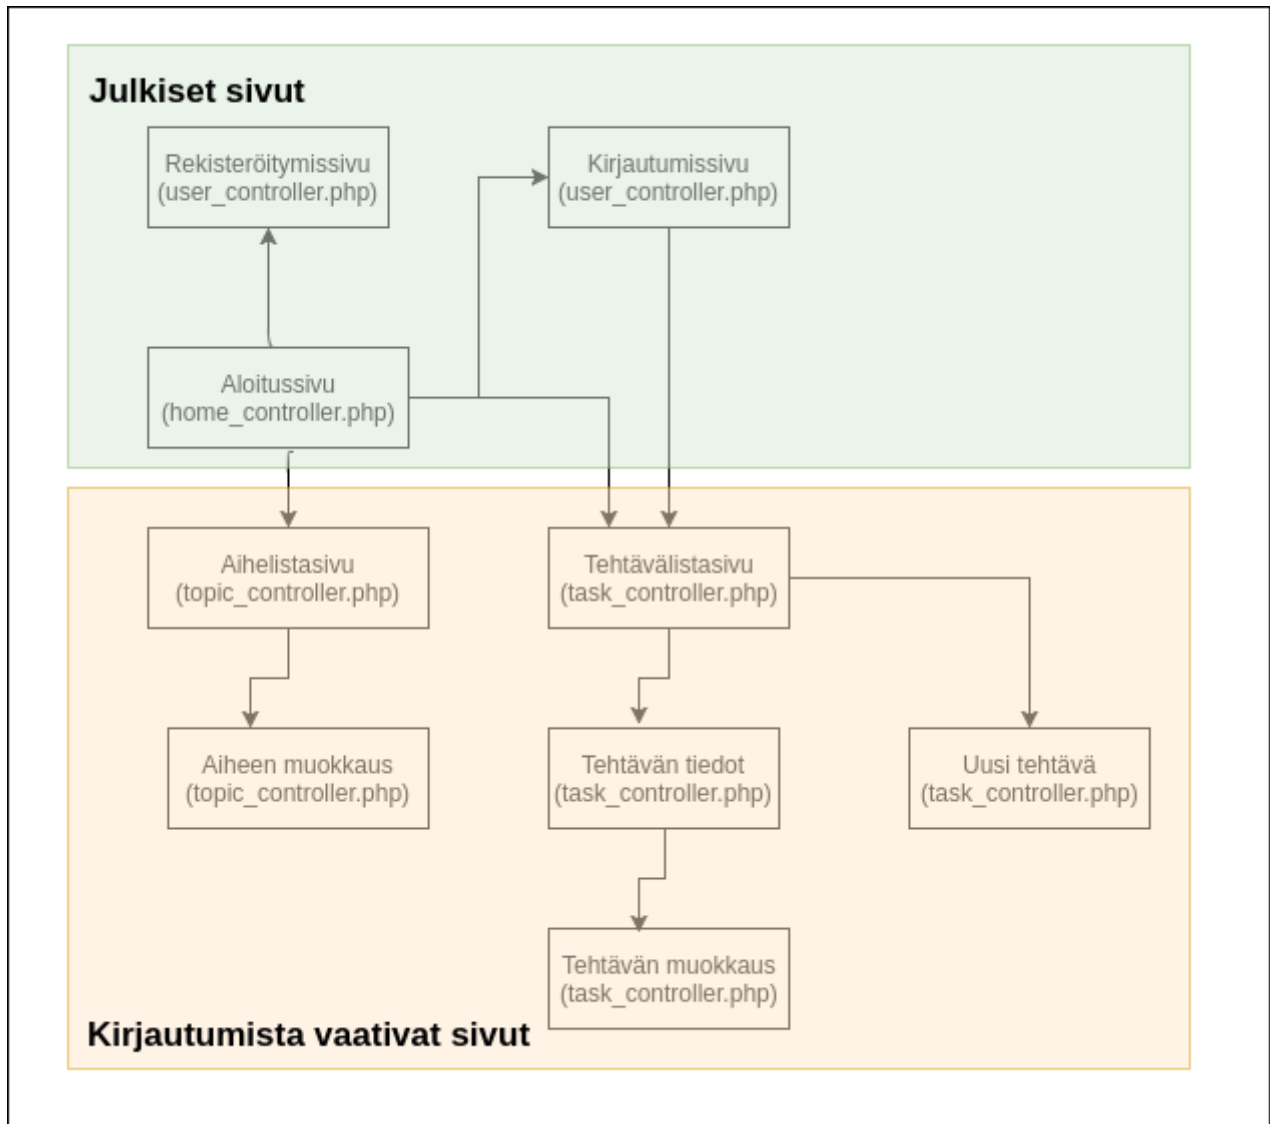 Julkiset sivut
Rekisteröitymissivu
(user_controller.php)
Kirjautumissivu
(user_controller.php)
Aloitussivu
(home_controller.php)
Aihelistasivu
(topic_controller.php)
Tehtävälistasivu
(task_controller.php)
Aiheen muokkaus
(topic_controller.php)
Tehtävän tiedot
(task_controller.php)
Uusi tehtävä
(task_controller.php)
Tehtävän muokkaus
(task_controller.php)
Kirjautumista vaativat sivut